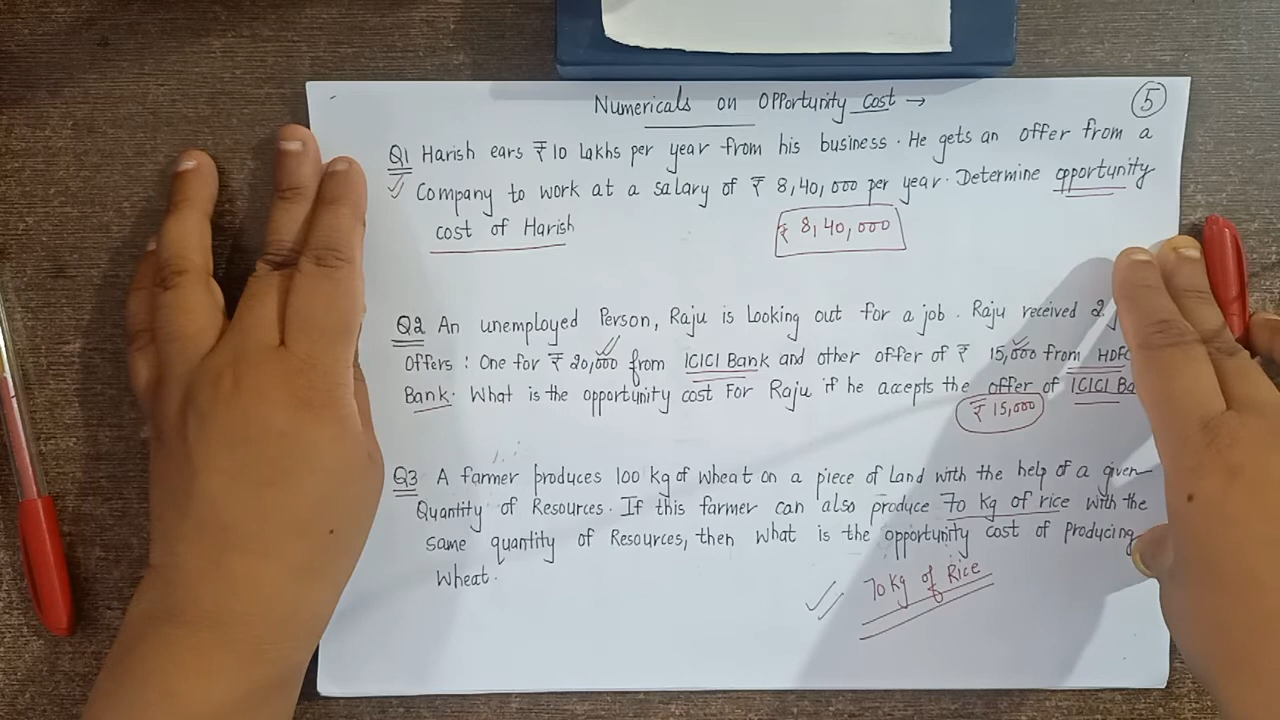 Numericals on Opportunity Cost →
5
Q1 Harish ears ₹ 10 Lakhs per year from his business. He gets an offer from a
Company to work at a salary of ₹ 8,40,000 per year. Determine opportunity
cost of Harish
₹ 8,40,000
Q2 An unemployed Person, Raju is Looking out for a job. Raju received 2
Offers: One for ₹ 20,000 from ICICI Bank and other offer of ₹ 15,000 from HDFC
Bank. What is the opportunity cost For Raju if he accepts the offer of ICICI Ba
₹ 15,000
Q3 A farmer produces 100 Kg of wheat on a piece of Land with the help of a given
Quantity of Resources. If this farmer can also produce 70 kg of rice with the
same quantity of Resources, then What is the opportunity cost of Producing
Wheat.
70 Kg of Rice